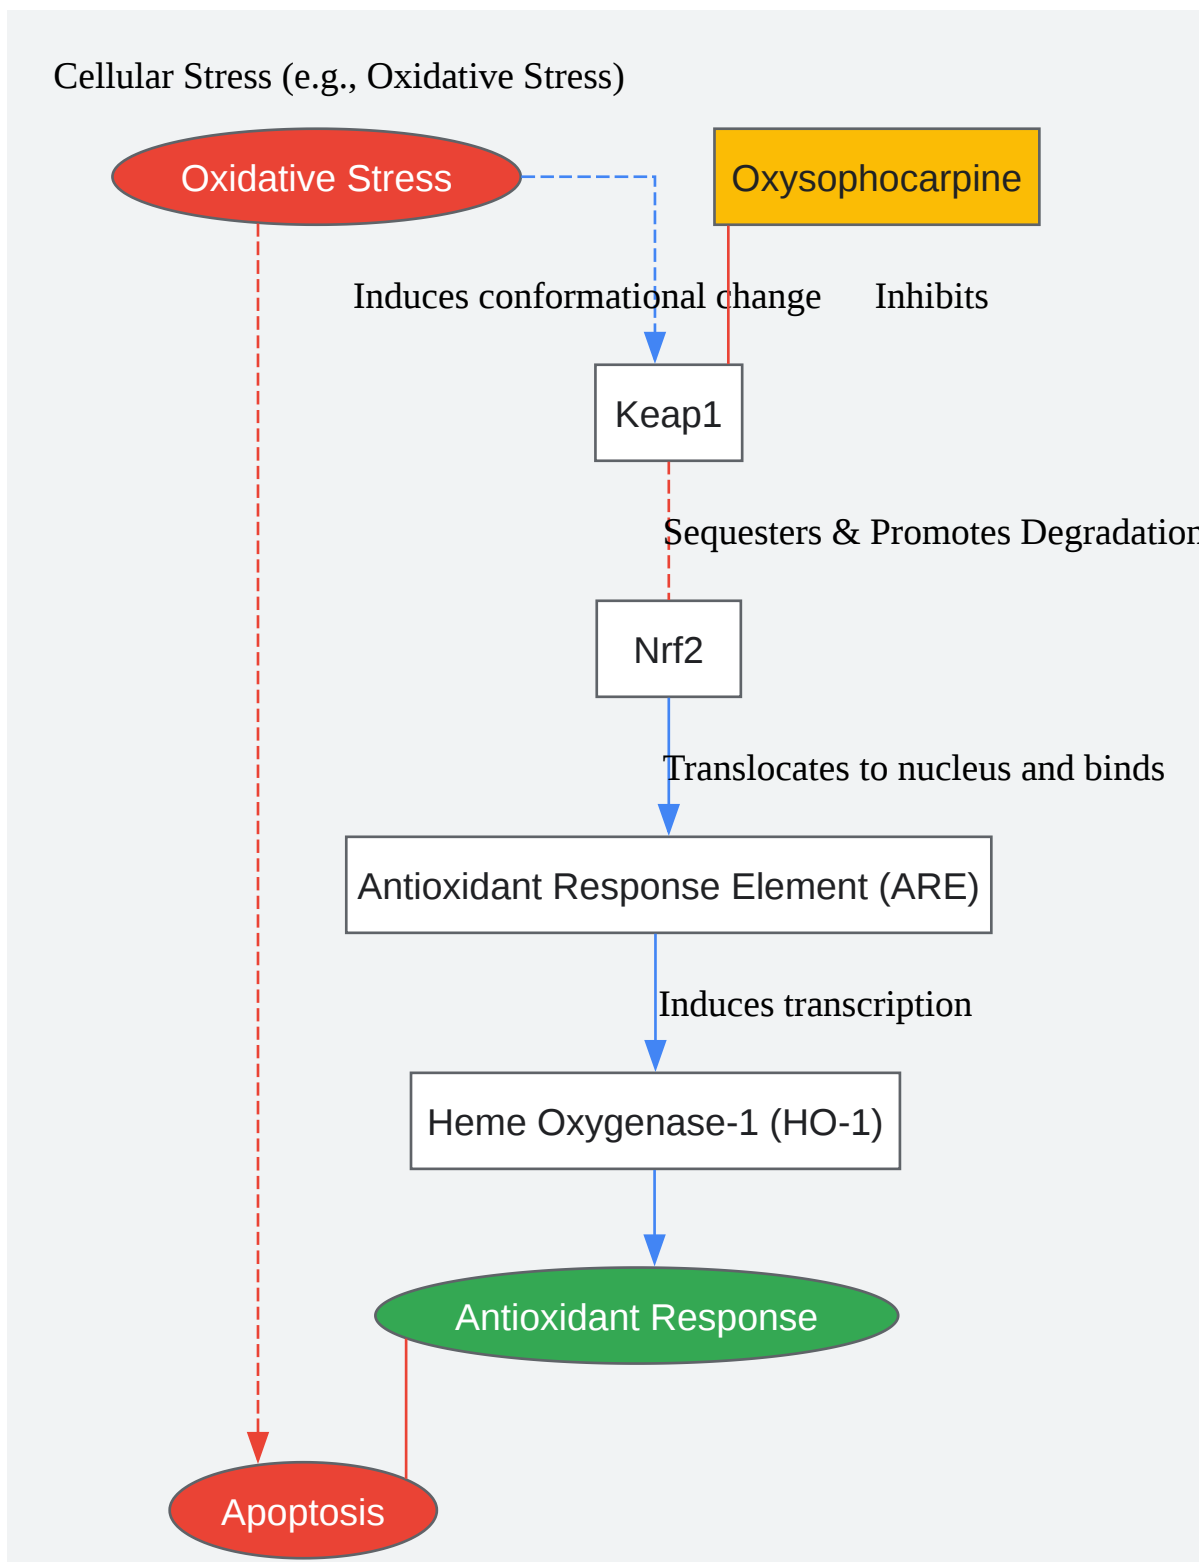 Cellular Stress (e.g., Oxidative Stress)
Oxidative Stress
Oxysophocarpine
Induces conformational change
Inhibits
Keap1
Sequesters & Promotes Degradation
Nrf2
Translocates to nucleus and binds
Antioxidant Response Element (ARE)
Induces transcription
Heme Oxygenase-1 (HO-1)
Antioxidant Response
Apoptosis